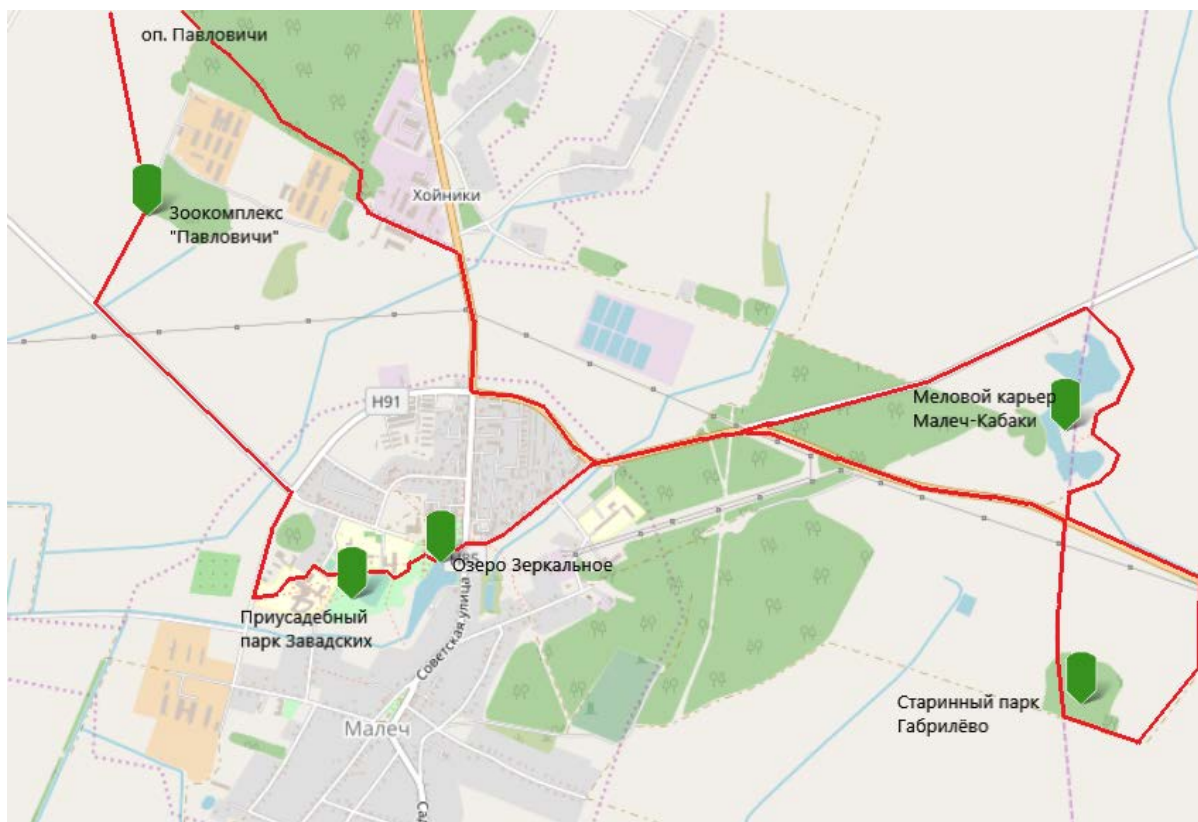 оп. Павловичи
Хойники
Зоокомплекс
"Павловичи"
Н91
Меловой карьер
Малеч-Кабаки
Озеро Зеркальное
Приусадебный
парк Завадских
Советская улица
Старинный парк
Габрилёво
Малеч